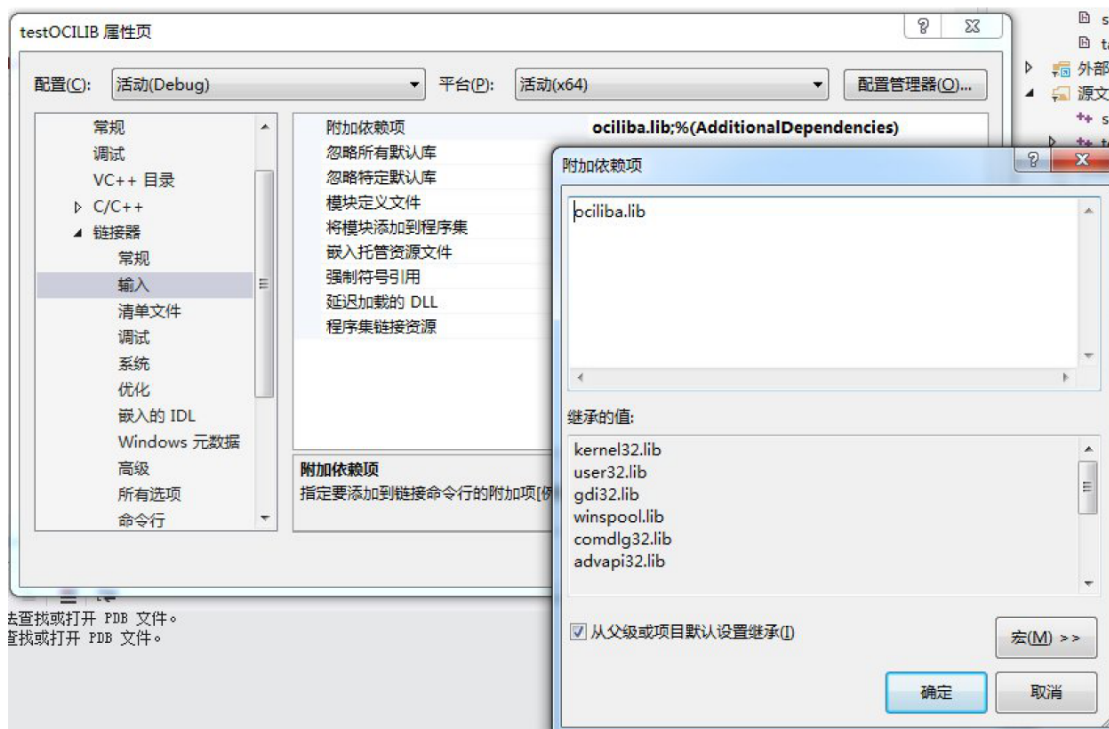 testOCILIB 属性页
配置(C):
活动(Debug)
平台(P):
活动(x64)
配置管理器(O)...
常规
调试
VC++ 目录
C/C++
链接器
常规
输入
清单文件
调试
系统
优化
嵌入的 IDL
Windows 元数据
高级
所有选项
命令行
附加依赖项 ociliba.lib;%(AdditionalDependencies)
忽略所有默认库
忽略特定默认库
模块定义文件
将模块添加到程序集
嵌入托管资源文件
强制符号引用
延迟加载的 DLL
程序集链接资源
附加依赖项
指定要添加到链接命令行的附加项[例
附加依赖项
ociliba.lib
继承的值:
kernel32.lib
user32.lib
gdi32.lib
winspool.lib
comdlg32.lib
advapi32.lib
从父级或项目默认设置继承(I)
宏(M) >>
确定
取消
外部
源文
查找或打开 PDB 文件。
查找或打开 PDB 文件。